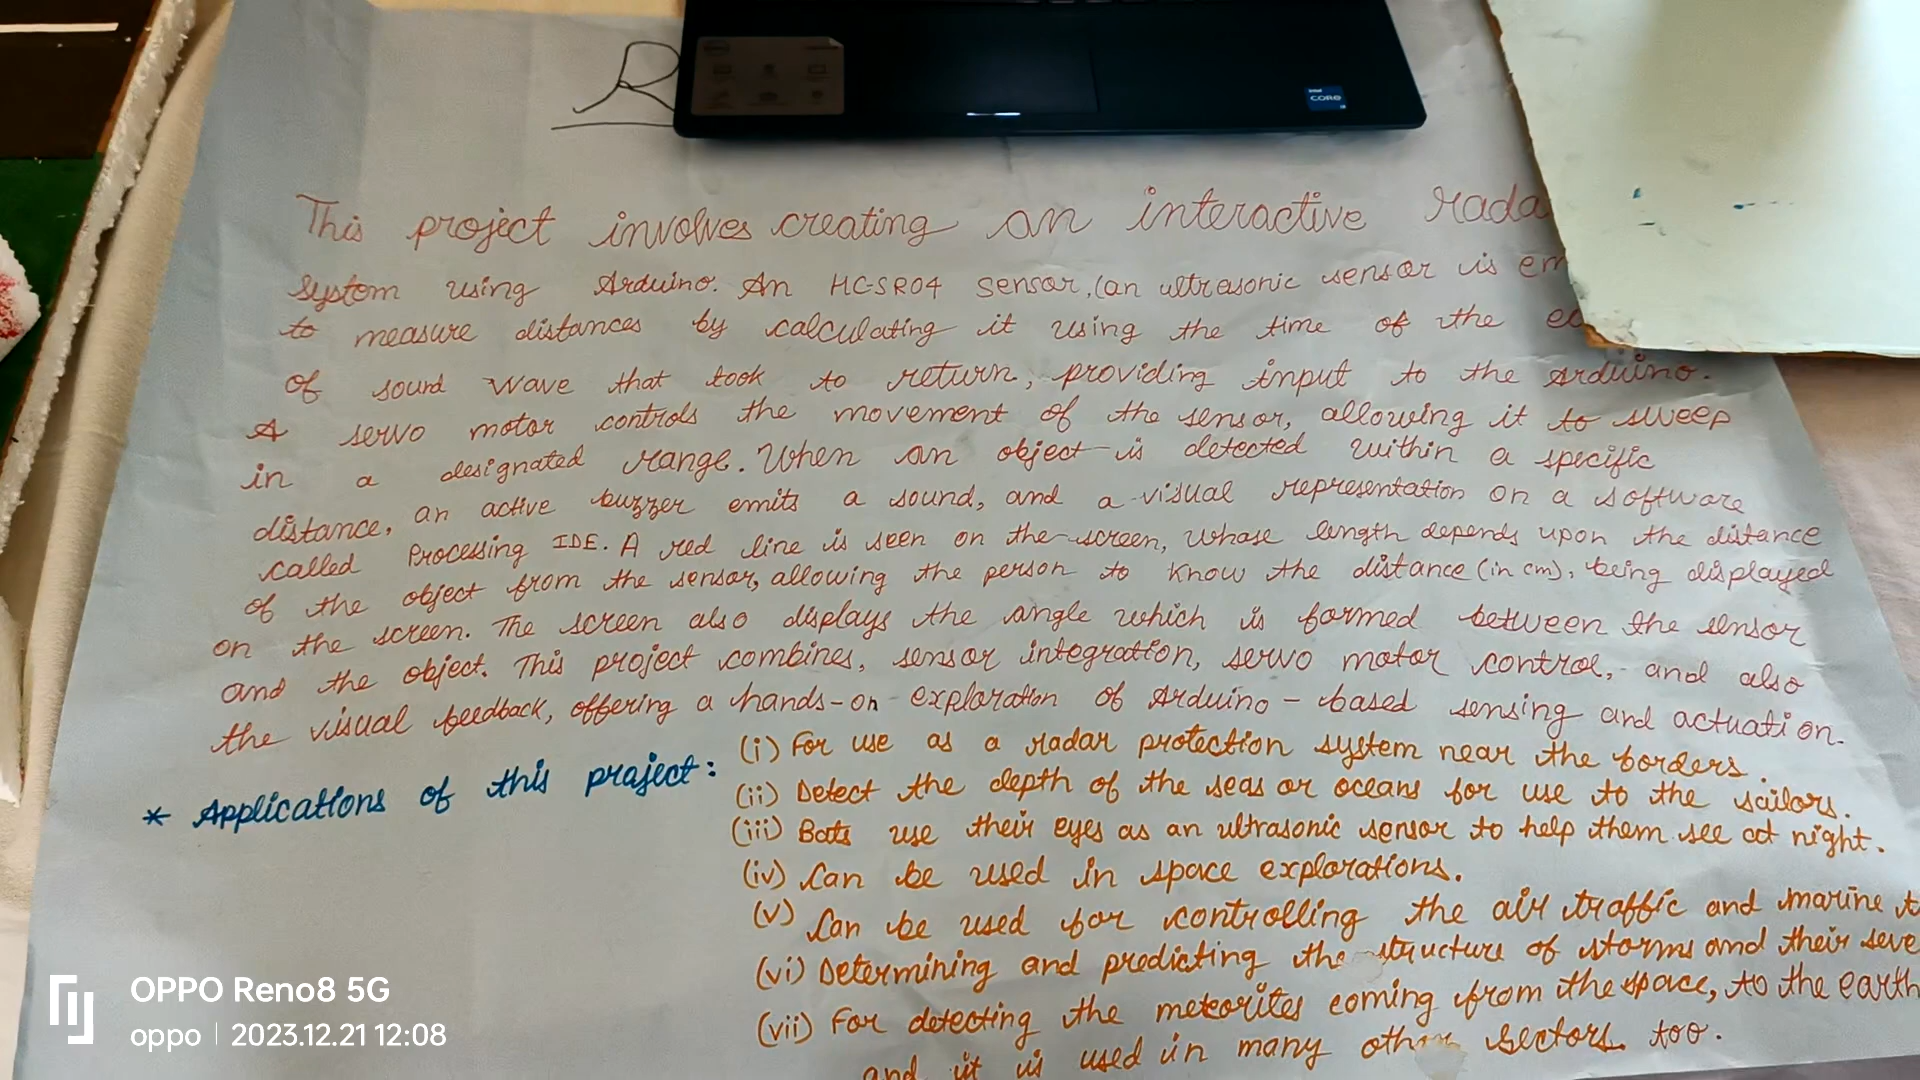 R
intel
CORE
This project involves creating an interactive rada
system using Arduino. An HC-SR04 sensor,(an ultrasonic sensor is em
to measure distances by calculating it using the time of the ec
of sound wave that took to return, providing input to the Arduino.
A servo motor controls the movement of the sensor, allowing it to sweep
in a designated range. When an object is detected within a specific
distance, an active buzzer emits a sound, and a visual representation on a software
called Processing IDE. A red line is seen on the screen, whose length depends upon the distance
of the object from the sensor, allowing the person to know the distance (in cm), being displayed
on the screen. The screen also displays the angle which is formed between the sensor
and the object. This project combines, sensor integration, servo motor control, and also
the visual feedback, offering a hands-on exploration of Arduino - based sensing and actuation.
* Applications of this praject:
(i) For use as a radar protection system near the borders.
(ii) Detect the depth of the seas or oceans for use to the sailors.
(iii) Bats use their eyes as an ultrasonic sensor to help them see at night.
(iv) Can be used in space explorations.
(v) Can be used for controlling the air traffic and marine t
(vi) Determining and predicting the structure of storms and their seve
(vii) For detecting the meteorites coming from the space, to the earth
and it is used in many other sectors too.
OPPO Reno8 5G
oppo | 2023.12.21 12:08